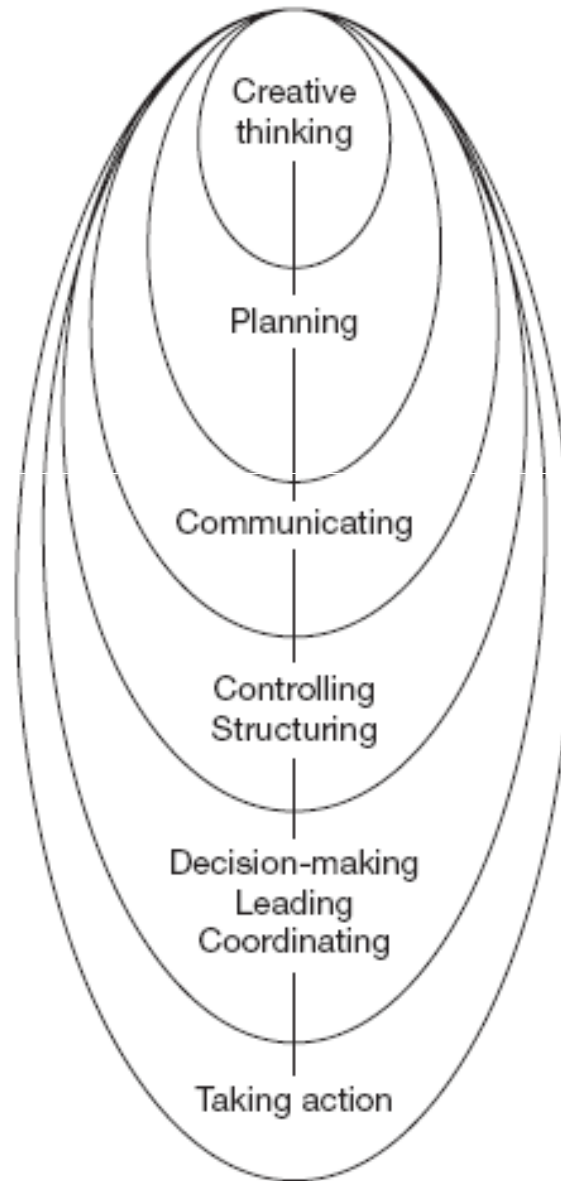 Creative
thinking
Planning
Communicating
Controlling
Structuring
Decision-making
Leading
Coordinating
Taking action